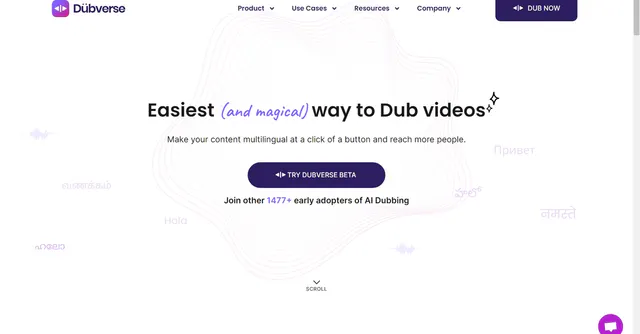 Dübverse
Product
Use Cases
Resources
Company
DUB NOW
Easiest (and magical) way to Dub videos
Make your content multilingual at a click of a button and reach more people.
Привет
TRY DUBVERSE BETA
வணக்கம்
Join other 1477+ early adopters of AI Dubbing
Hola
नमस्ते
ഹലോ
SCROLL